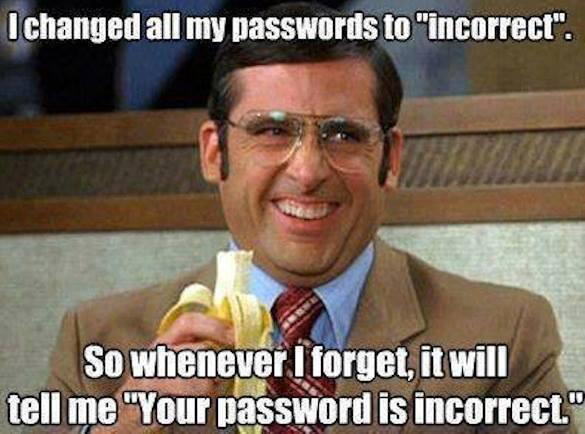 I changed all my passwords to "incorrect".
So whenever I forget, it will
tell me "Your password is incorrect."